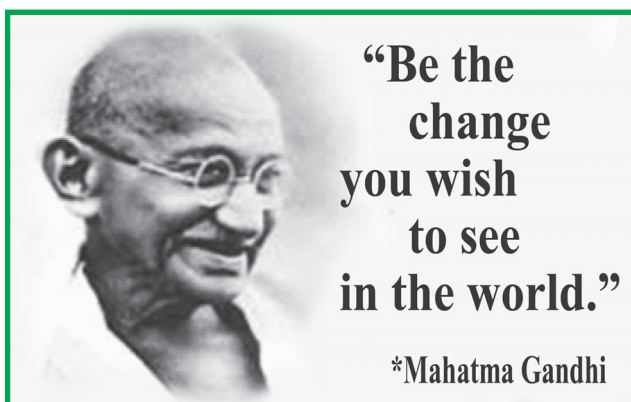 “Be the
change
you wish
to see
in the world.”
*Mahatma Gandhi